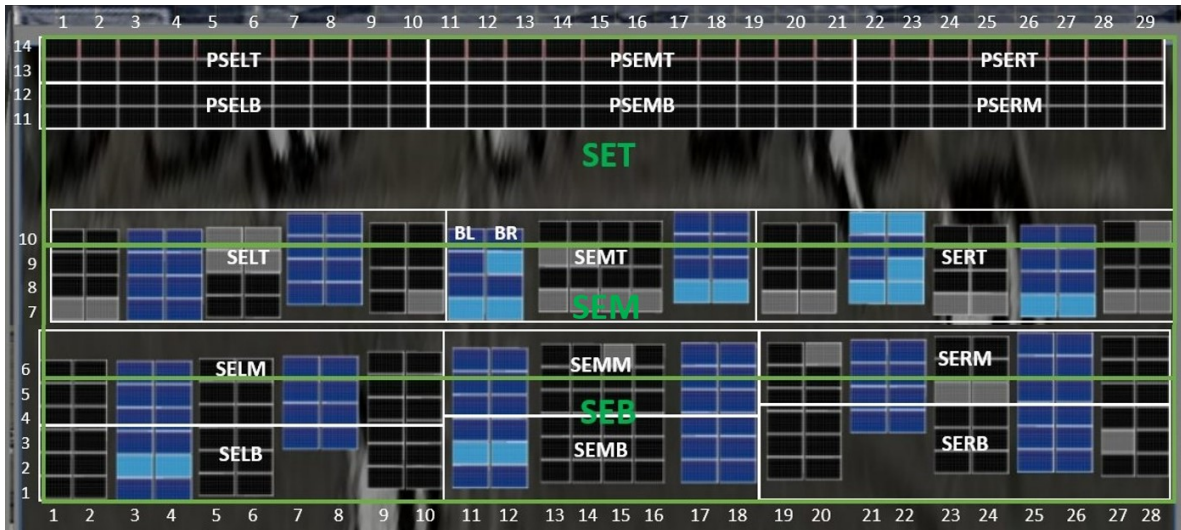 1 2 3 4 5 6 7 8 9 10 11 12 13 14 15 16 17 18 19 20 21 22 23 24 25 26 27 28 29
14
PSELT PSEMT PSERT
13
12
PSELB PSEMB PSERM
11
SET
BL BR
10
SELT SEMT SERT
9
8
SEM
7
SELM SEMM SERM
6
5
SEB
4
3
SELB SEMB SERB
2
1
1 2 3 4 5 6 7 8 9 10 11 12 13 14 15 16 17 18 19 20 21 22 23 24 25 26 27 28